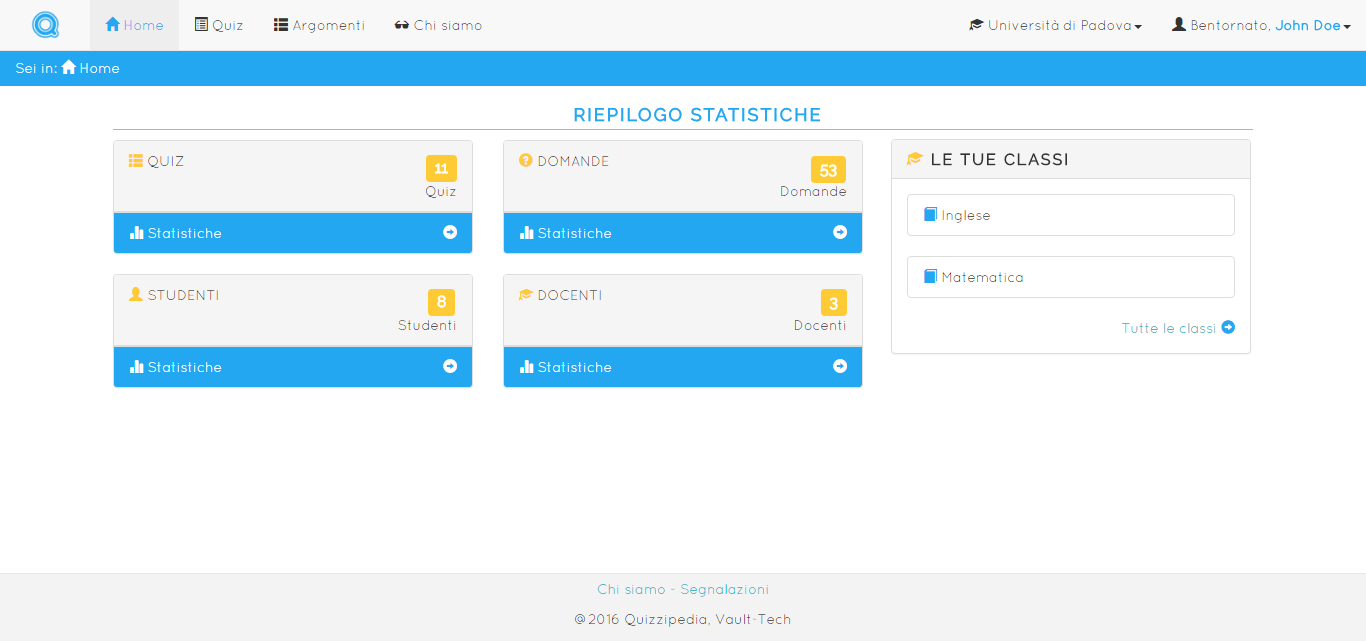 Home Quiz Argomenti Chi siamo Università di Padova Bentornato, John Doe
Sei in: Home
RIEPILOGO STATISTICHE
QUIZ
11
Quiz
Statistiche
DOMANDE
53
Domande
Statistiche
STUDENTI
8
Studenti
Statistiche
DOCENTI
3
Docenti
Statistiche
LE TUE CLASSI
Inglese
Matematica
Tutte le classi
Chi siamo - Segnalazioni
@2016 Quizzipedia, Vault-Tech